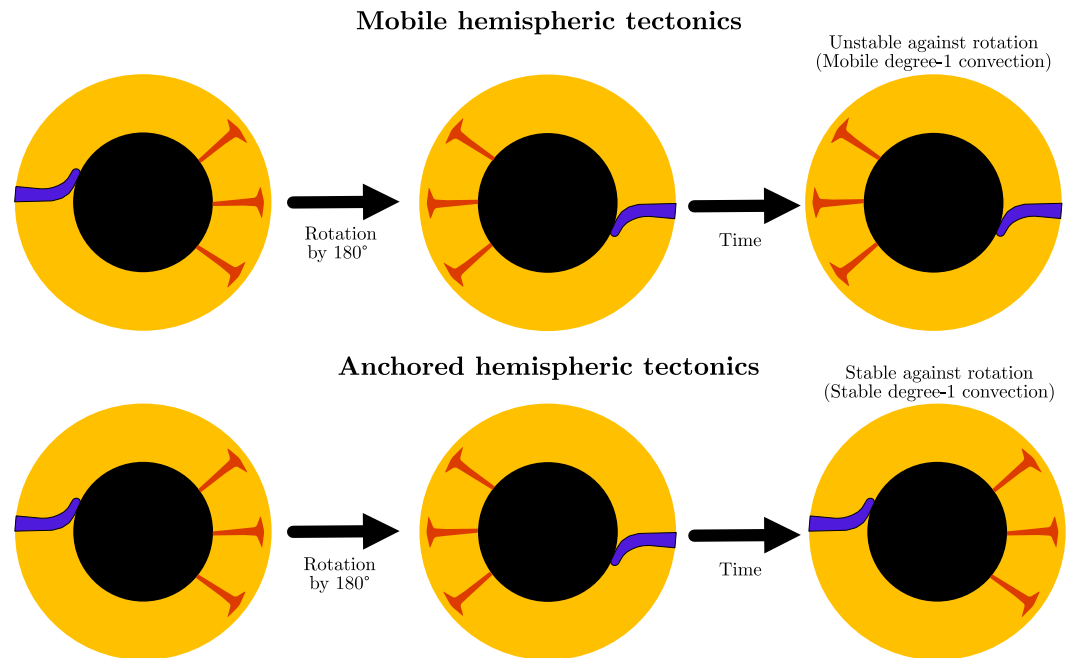 Mobile hemispheric tectonics
Unstable against rotation
(Mobile degree-1 convection)
Rotation
by 180°
Time
Anchored hemispheric tectonics
Stable against rotation
(Stable degree-1 convection)
Rotation
by 180°
Time